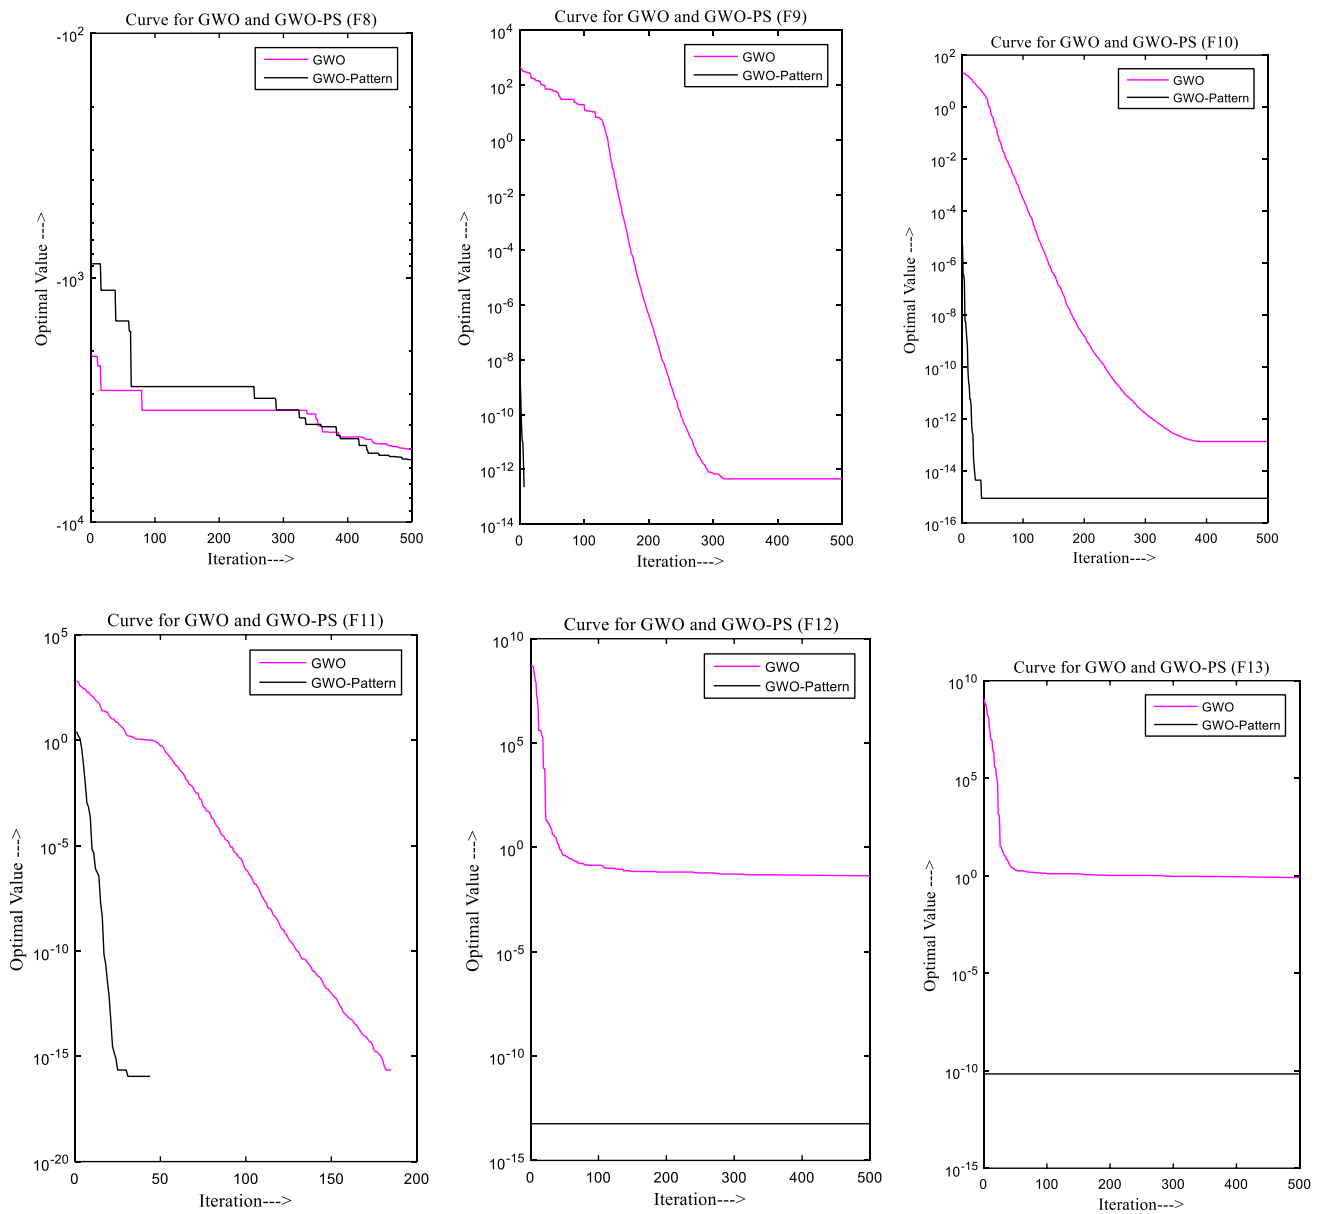 Curve for GWO and GWO-PS (F8)
-10^2
-10^3
-10^4
GWO
GWO-Pattern
Optimal Value --->
0 100 200 300 400 500
Iteration--->
Curve for GWO and GWO-PS (F9)
10^4
10^2
10^0
10^-2
10^-4
10^-6
10^-8
10^-10
10^-12
10^-14
GWO
GWO-Pattern
Optimal Value --->
0 100 200 300 400 500
Iteration--->
Curve for GWO and GWO-PS (F10)
10^2
10^0
10^-2
10^-4
10^-6
10^-8
10^-10
10^-12
10^-14
10^-16
GWO
GWO-Pattern
Optimal Value --->
0 100 200 300 400 500
Iteration--->
Curve for GWO and GWO-PS (F11)
10^5
10^0
10^-5
10^-10
10^-15
10^-20
GWO
GWO-Pattern
Optimal Value --->
0 50 100 150 200
Iteration--->
Curve for GWO and GWO-PS (F12)
10^10
10^5
10^0
10^-5
10^-10
10^-15
GWO
GWO-Pattern
Optimal Value --->
0 100 200 300 400 500
Iteration--->
Curve for GWO and GWO-PS (F13)
10^10
10^5
10^0
10^-5
10^-10
10^-15
GWO
GWO-Pattern
Optimal Value --->
0 100 200 300 400 500
Iteration--->